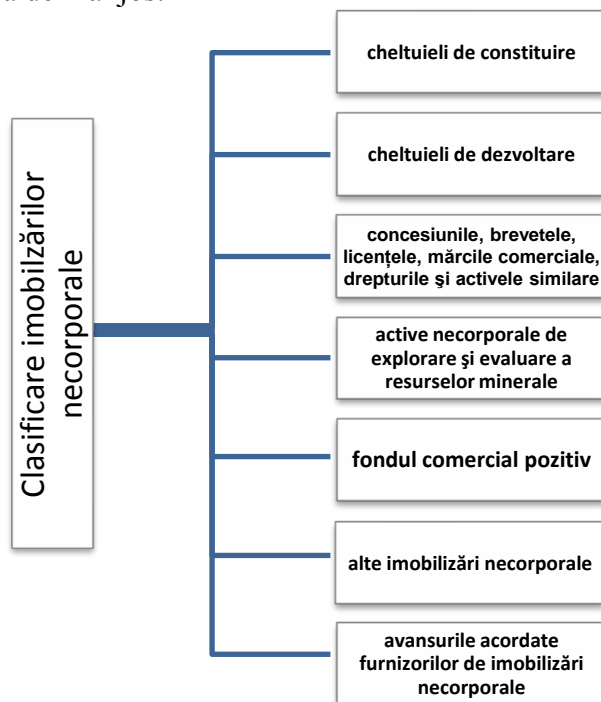 cheltuieli de constituire
Clasificare imobilzărilor
necorporale
cheltuieli de dezvoltare
concesiunile, brevetele,
licențele, mărcile comerciale,
drepturile şi activele similare
active necorporale de
explorare şi evaluare a
resurselor minerale
fondul comercial pozitiv
alte imobilizări necorporale
avansurile acordate
furnizorilor de imobilizări
necorporale